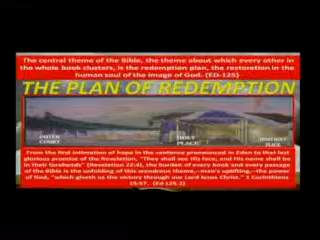 The central theme of the Bible, the theme about which every other in
the whole book clusters, is the redemption plan, the restoration in the
human soul of the image of God. (ED-125)
THE PLAN OF REDEMPTION
OUTER
COURT
HOLY
PLACE
MOST HOLY
PLACE
From the first intimation of hope in the sentence pronounced in Eden to that last
glorious promise of the Revelation, "They shall see His face; and His name shall be
in their foreheads" (Revelation 22:4), the burden of every book and every passage
of the Bible is the unfolding of this wondrous theme,--man's uplifting,--the power
of God, "which giveth us the victory through our Lord Jesus Christ." 1 Corinthians
15:57. {Ed 125.2}